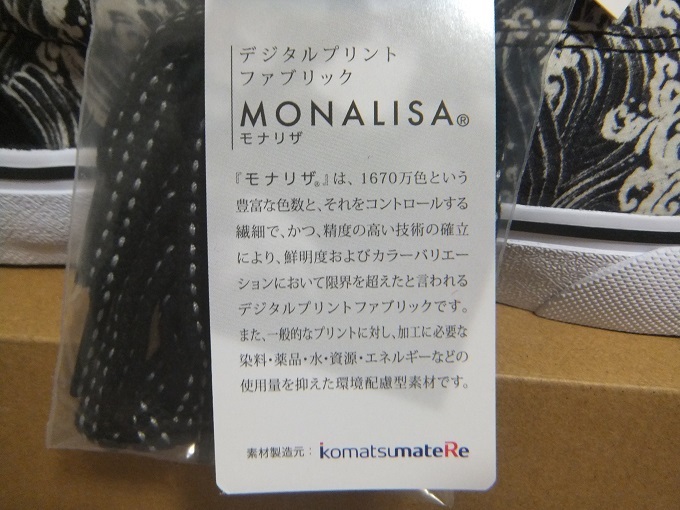 デジタルプリント
ファブリック
MONALISA®
モナリザ
『モナリザ®』は、1670万色という
豊富な色数と、それをコントロールする
繊細で、かつ、精度の高い技術の確立
により、鮮明度およびカラーバリエー
ションにおいて限界を超えたと言われる
デジタルプリントファブリックです。
また、一般的なプリントに対し、加工に必要な
染料・薬品・水・資源・エネルギーなどの
使用量を抑えた環境配慮型素材です。
素材製造元： komatsumateRe